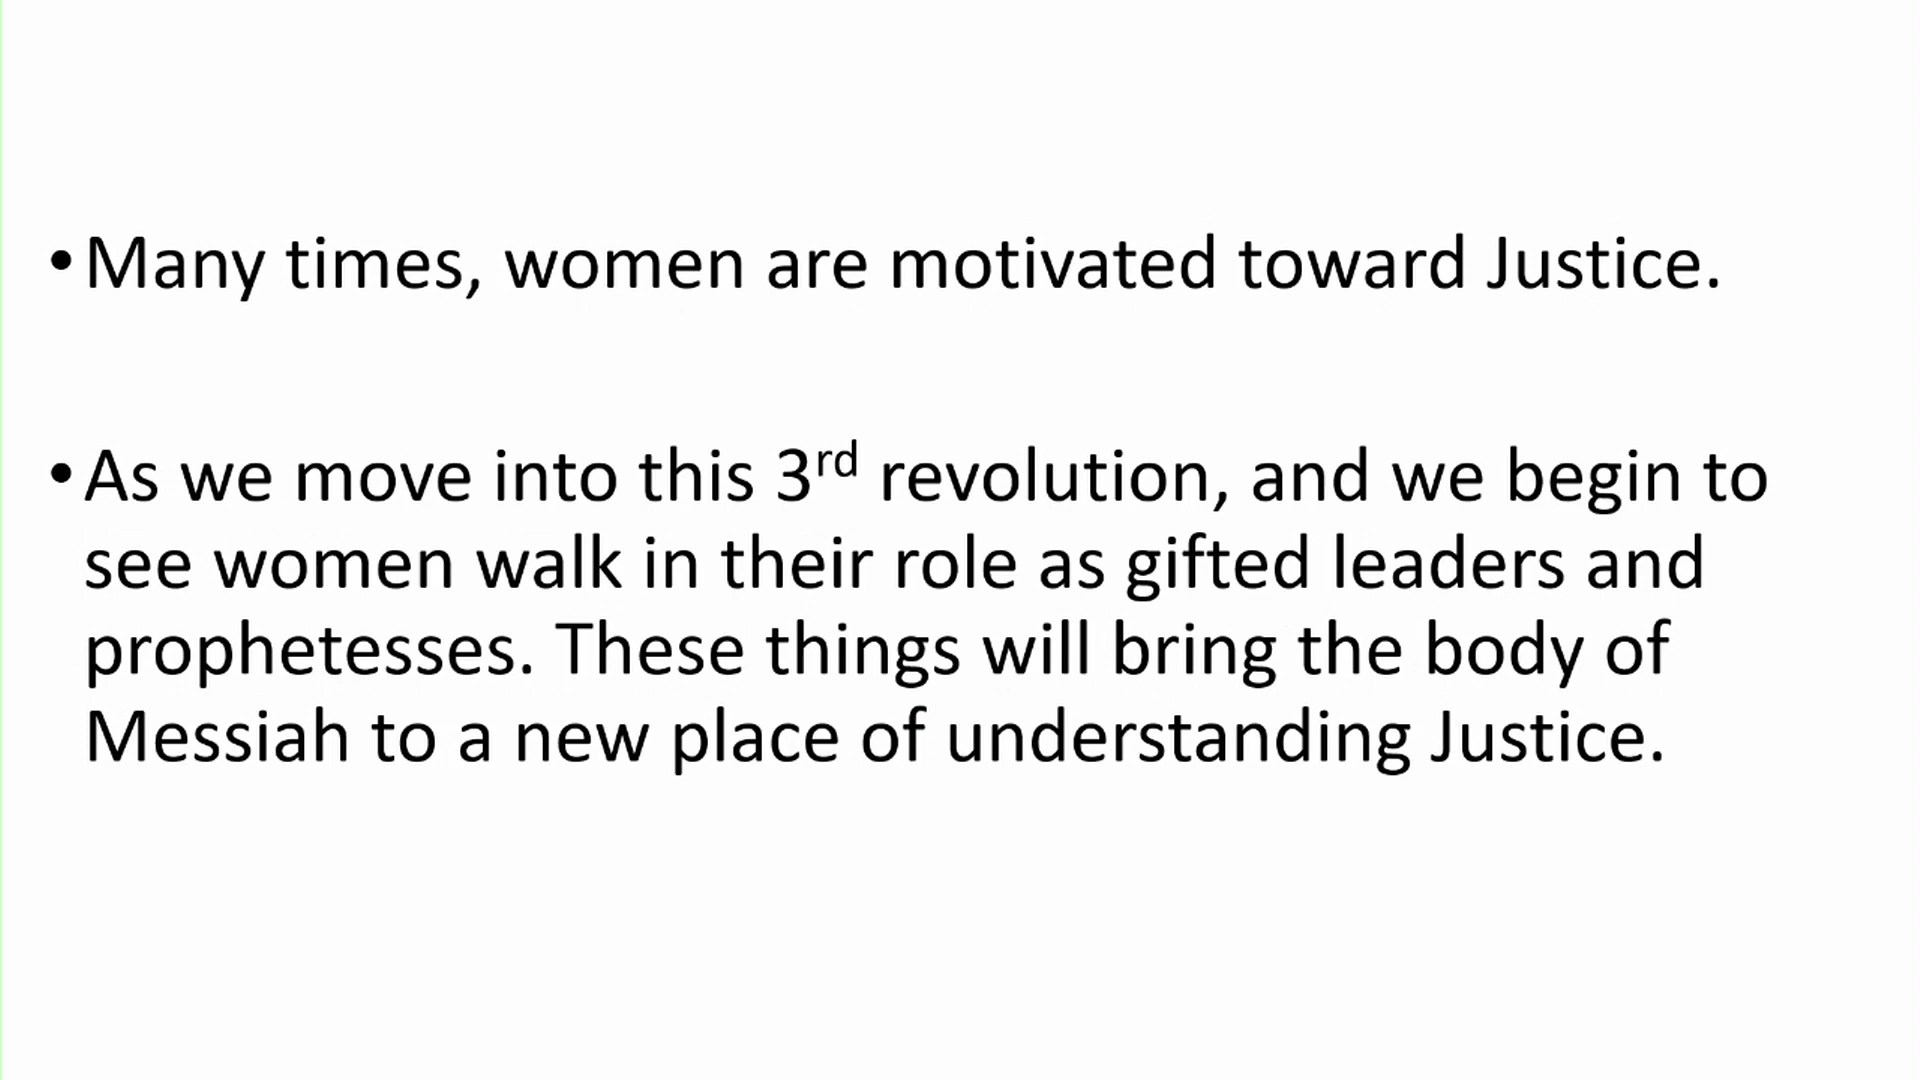 •Many times, women are motivated toward Justice.
•As we move into this 3rd revolution, and we begin to
see women walk in their role as gifted leaders and
prophetesses. These things will bring the body of
Messiah to a new place of understanding Justice.